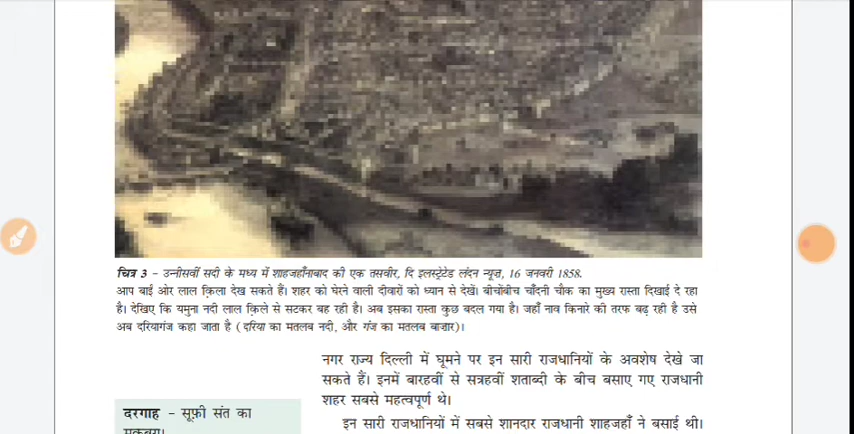 चित्र 3 – उन्नीसवीं सदी के मध्य में शाहजहाँनाबाद की एक तसवीर, दि इलस्ट्रेटेड लंदन न्यूज़, 16 जनवरी 1858.
आप बाईं ओर लाल क़िला देख सकते हैं। शहर को घेरने वाली दीवारों को ध्यान से देखें। बीचोंबीच चाँदनी चौक का मुख्य रास्ता दिखाई दे रहा
है। देखिए कि यमुना नदी लाल क़िले से सटकर बह रही है। अब इसका रास्ता कुछ बदल गया है। जहाँ नाव किनारे की तरफ बढ़ रही है उसे
अब दरियागंज कहा जाता है (दरिया का मतलब नदी, और गंज का मतलब बाज़ार)।
नगर राज्य दिल्ली में घूमने पर इन सारी राजधानियों के अवशेष देखे जा
सकते हैं। इनमें बारहवीं से सत्रहवीं शताब्दी के बीच बसाए गए राजधानी
शहर सबसे महत्वपूर्ण थे।
इन सारी राजधानियों में सबसे शानदार राजधानी शाहजहाँ ने बसाई थी।
दरगाह – सूफ़ी संत का
मक़बरा।